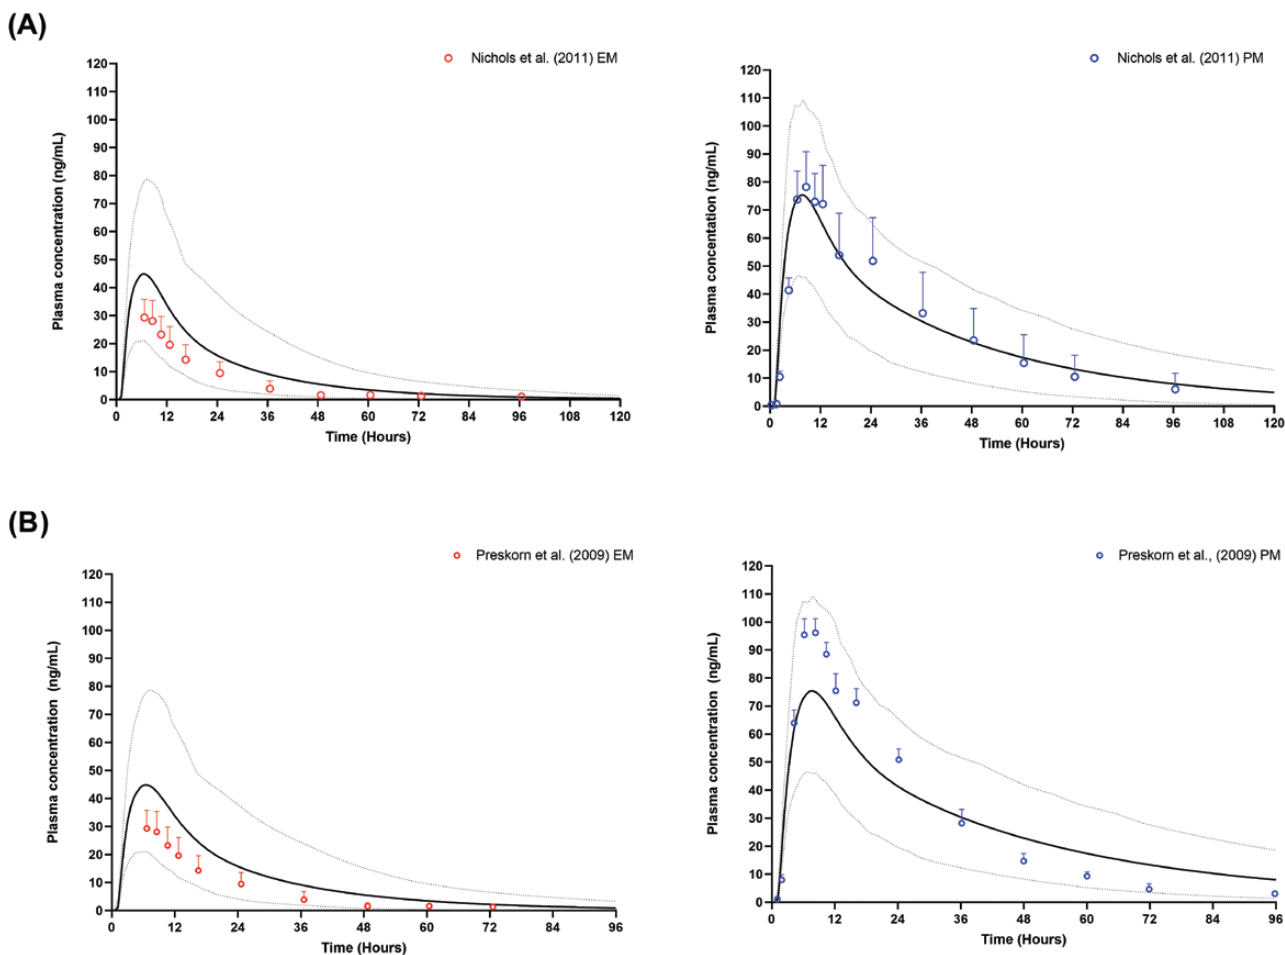 (A)
Nichols et al. (2011) EM
Plasma concentration (ng/mL)
120
110
100
90
80
70
60
50
40
30
20
10
0
0 12 24 36 48 60 72 84 96 108 120
Time (Hours)
Nichols et al. (2011) PM
Plasma concentation (ng/mL)
120
110
100
90
80
70
60
50
40
30
20
10
0
0 12 24 36 48 60 72 84 96 108 120
Time (Hours)
(B)
Preskorn et al. (2009) EM
Plasma concentration (ng/mL)
120
110
100
90
80
70
60
50
40
30
20
10
0
0 12 24 36 48 60 72 84 96
Time (Hours)
Preskorn et al., (2009) PM
Plasma concentration (ng/mL)
120
110
100
90
80
70
60
50
40
30
20
10
0
0 12 24 36 48 60 72 84 96
Time (Hours)